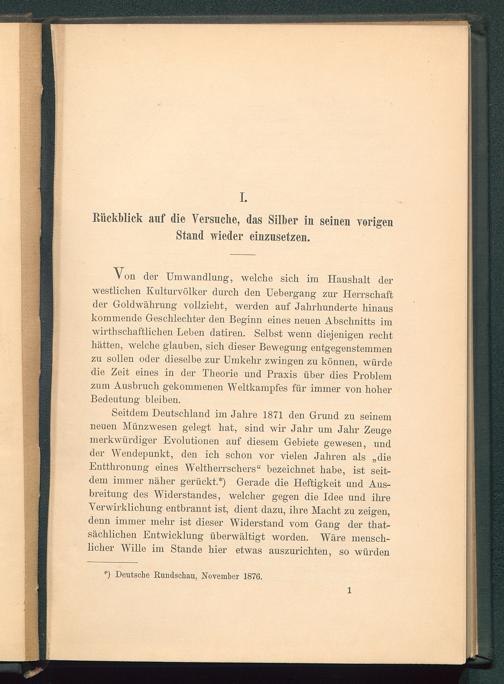 I.
Rückblick auf die Versuche, das Silber in seinen vorigen
Stand wieder einzusetzen.
Von der Umwandlung, welche sich im Haushalt der
westlichen Kulturvölker durch den Uebergang zur Herrschaft
der Goldwährung vollzieht, werden auf Jahrhunderte hinaus
kommende Geschlechter den Beginn eines neuen Abschnitts im
wirthschaftlichen Leben datiren. Selbst wenn diejenigen recht
hätten, welche glauben, sich dieser Bewegung entgegenstemmen
zu sollen oder dieselbe zur Umkehr zwingen zu können, würde
die Zeit eines in der Theorie und Praxis über dies Problem
zum Ausbruch gekommenen Weltkampfes für immer von hoher
Bedeutung bleiben.
Seitdem Deutschland im Jahre 1871 den Grund zu seinem
neuen Münzwesen gelegt hat, sind wir Jahr um Jahr Zeuge
merkwürdiger Evolutionen auf diesem Gebiete gewesen, und
der Wendepunkt, den ich schon vor vielen Jahren als „die
Entthronung eines Weltherrschers“ bezeichnet habe, ist seit-
dem immer näher gerückt.*) Gerade die Heftigkeit und Aus-
breitung des Widerstandes, welcher gegen die Idee und ihre
Verwirklichung entbrannt ist, dient dazu, ihre Macht zu zeigen,
denn immer mehr ist dieser Widerstand vom Gang der that-
sächlichen Entwicklung überwältigt worden. Wäre mensch-
licher Wille im Stande hier etwas auszurichten, so würden
*) Deutsche Rundschau, November 1876.
1